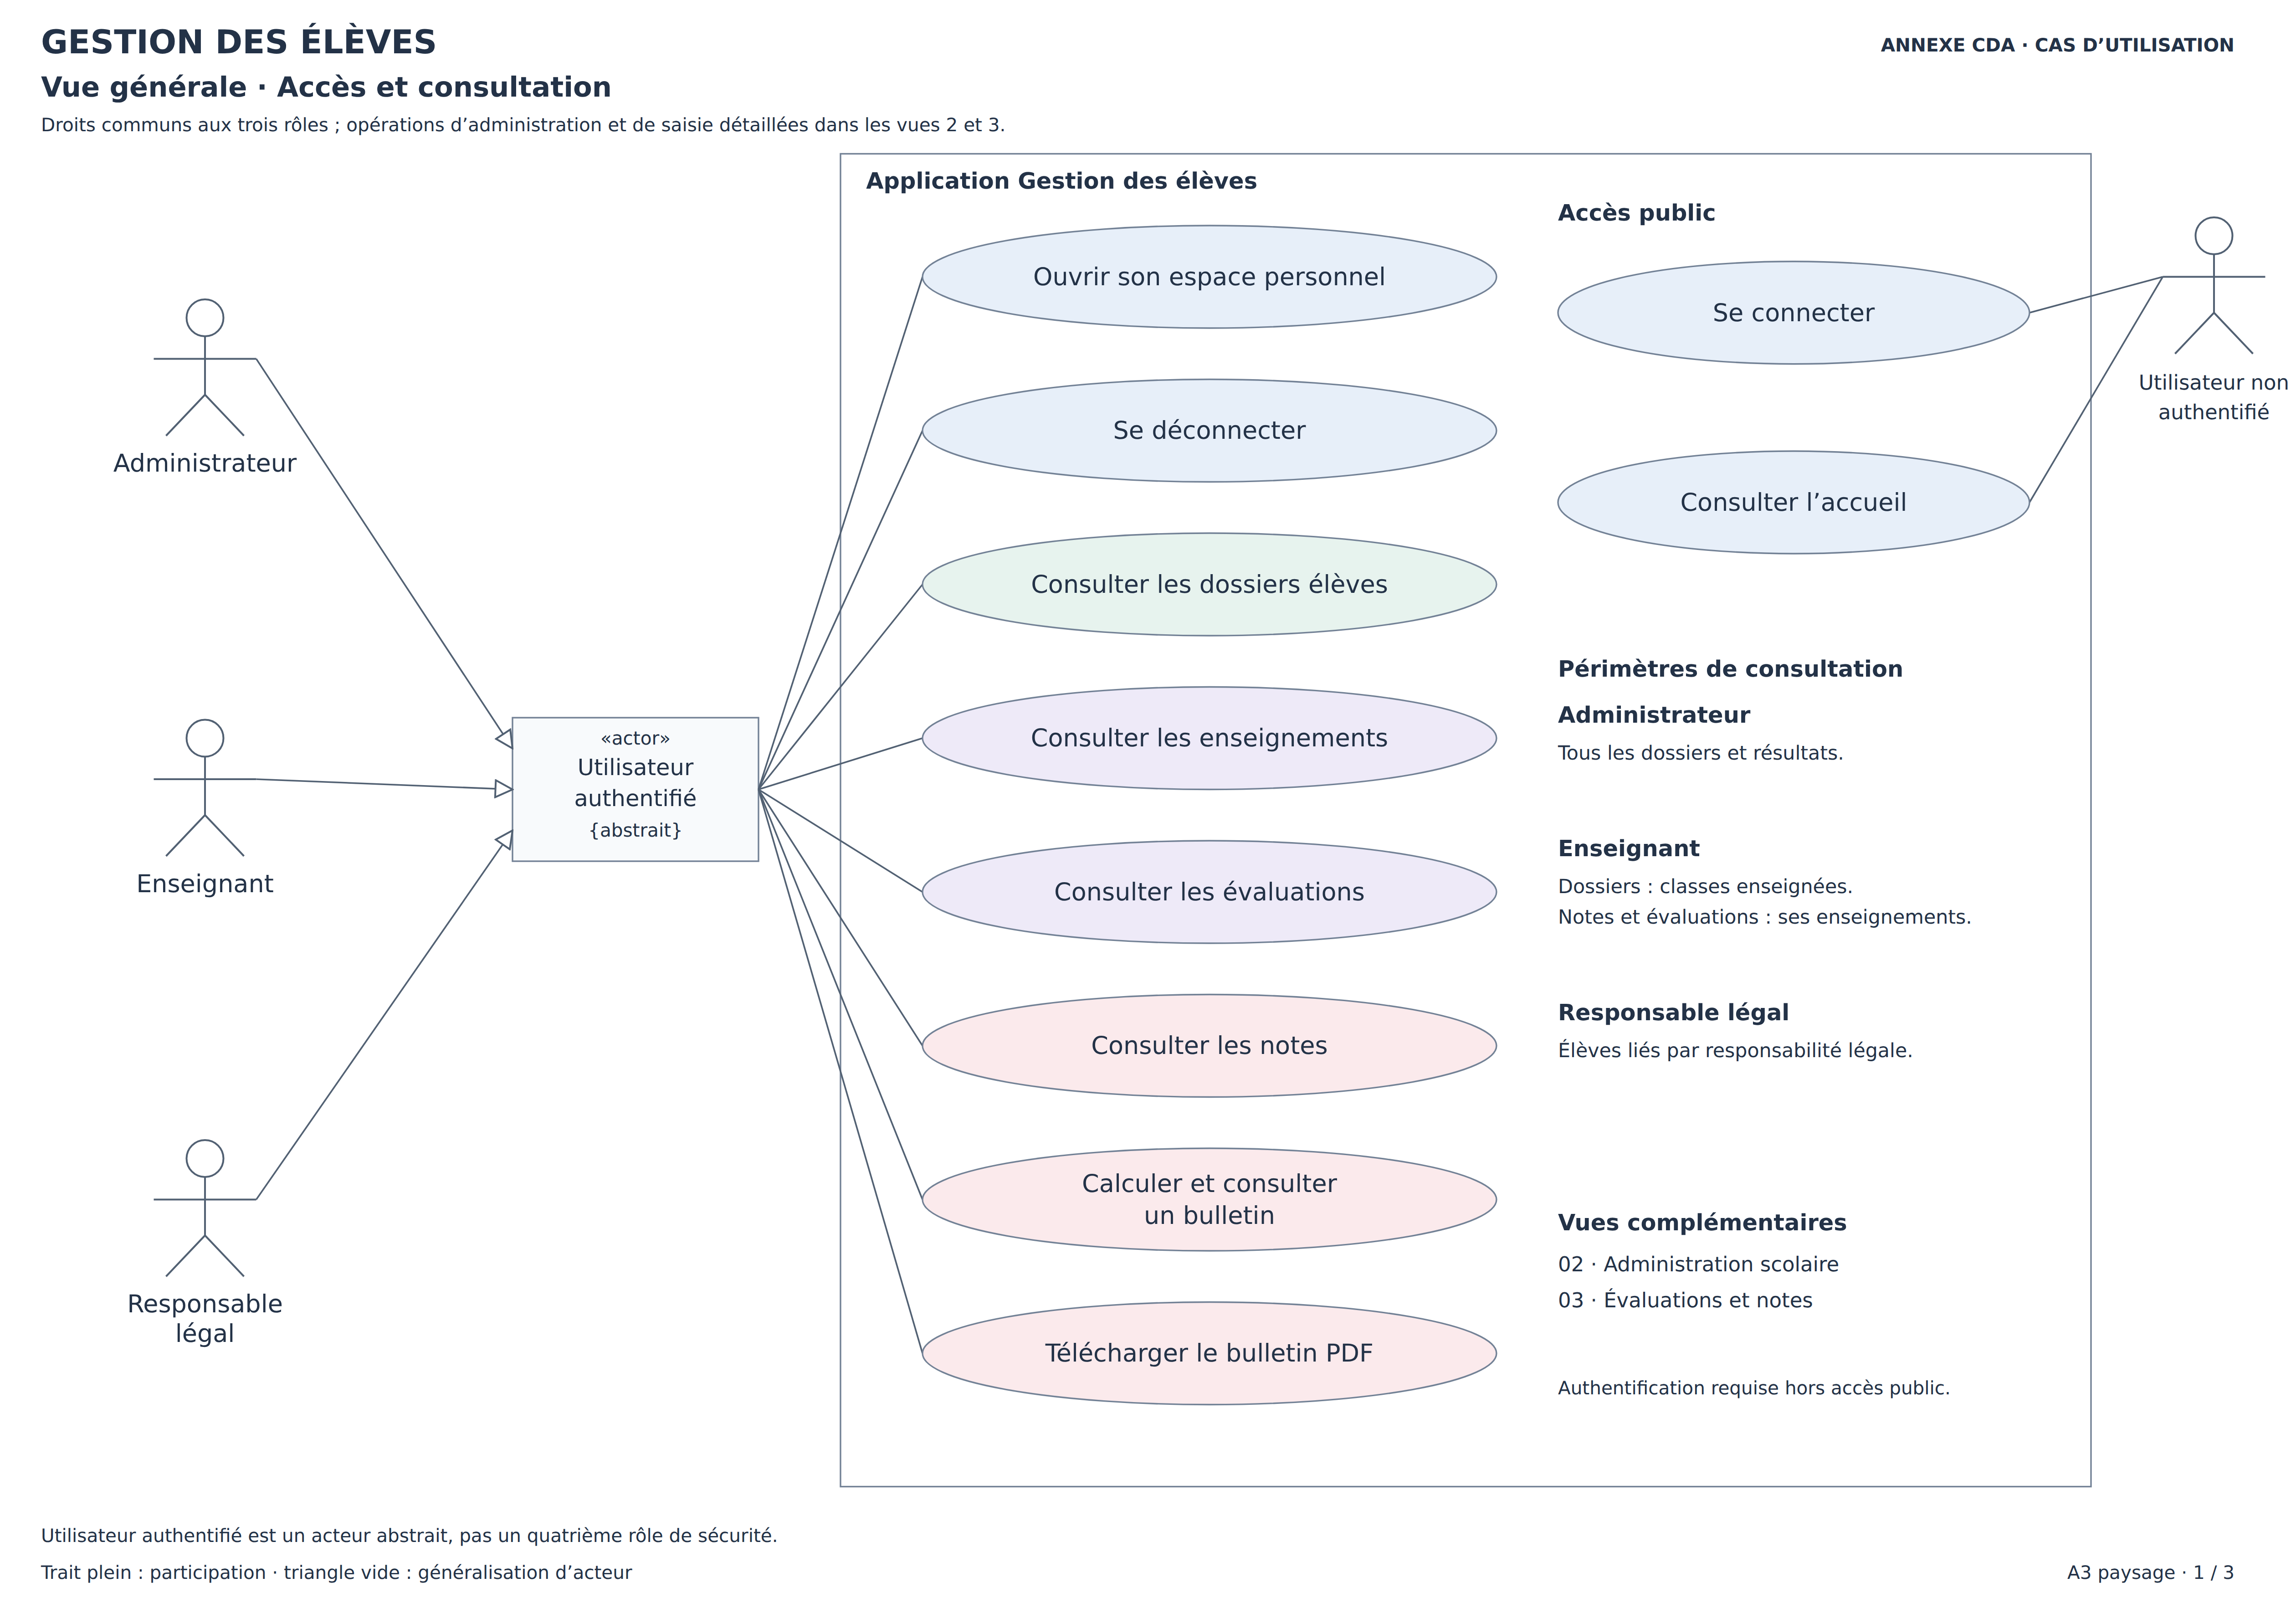 GESTION DES ÉLÈVES
ANNEXE CDA · CAS D’UTILISATION
Vue générale · Accès et consultation
Droits communs aux trois rôles ; opérations d’administration et de saisie détaillées dans les vues 2 et 3.
Administrateur
Enseignant
Responsable
légal
«actor»
Utilisateur
authentifié
{abstrait}
Application Gestion des élèves
Ouvrir son espace personnel
Se déconnecter
Consulter les dossiers élèves
Consulter les enseignements
Consulter les évaluations
Consulter les notes
Calculer et consulter
un bulletin
Télécharger le bulletin PDF
Accès public
Se connecter
Consulter l’accueil
Utilisateur non
authentifié
Périmètres de consultation
Administrateur
Tous les dossiers et résultats.
Enseignant
Dossiers : classes enseignées.
Notes et évaluations : ses enseignements.
Responsable légal
Élèves liés par responsabilité légale.
Vues complémentaires
02 · Administration scolaire
03 · Évaluations et notes
Authentification requise hors accès public.
Utilisateur authentifié est un acteur abstrait, pas un quatrième rôle de sécurité.
Trait plein : participation · triangle vide : généralisation d’acteur
A3 paysage · 1 / 3